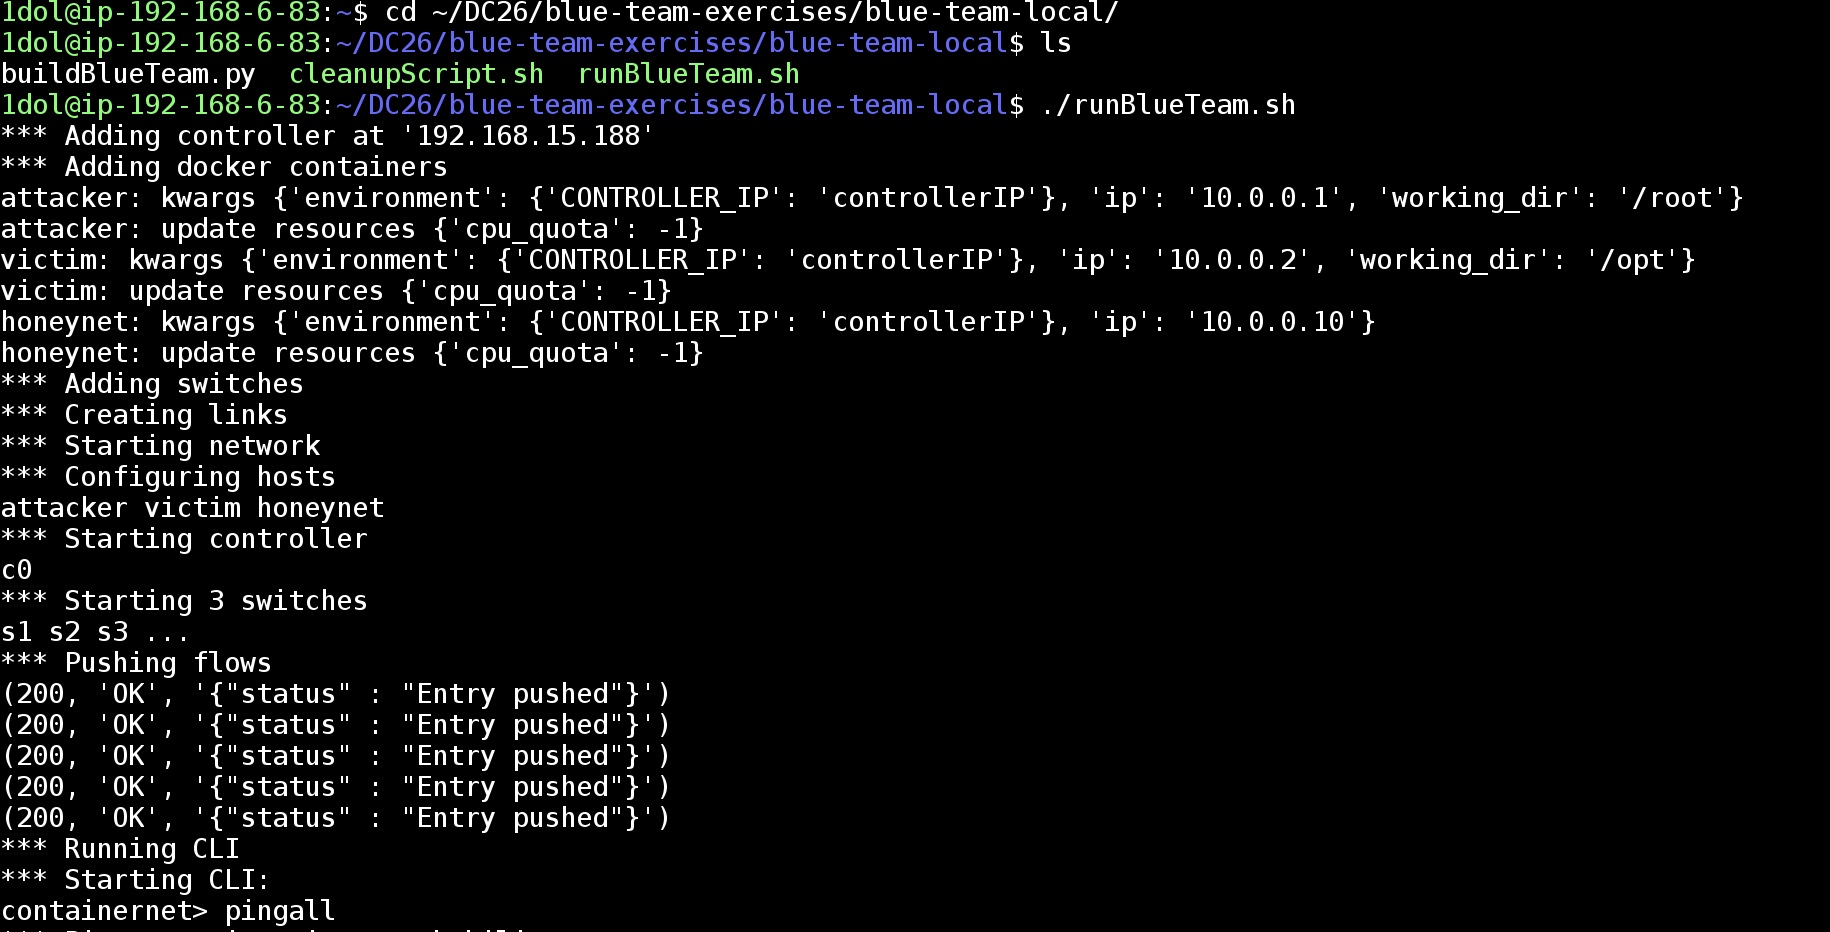 1dol@ip-192-168-6-83:~$ cd ~/DC26/blue-team-exercises/blue-team-local/
1dol@ip-192-168-6-83:~/DC26/blue-team-exercises/blue-team-local$ ls
buildBlueTeam.py  cleanupScript.sh  runBlueTeam.sh
1dol@ip-192-168-6-83:~/DC26/blue-team-exercises/blue-team-local$ ./runBlueTeam.sh
*** Adding controller at '192.168.15.188'
*** Adding docker containers
attacker: kwargs {'environment': {'CONTROLLER_IP': 'controllerIP'}, 'ip': '10.0.0.1', 'working_dir': '/root'}
attacker: update resources {'cpu_quota': -1}
victim: kwargs {'environment': {'CONTROLLER_IP': 'controllerIP'}, 'ip': '10.0.0.2', 'working_dir': '/opt'}
victim: update resources {'cpu_quota': -1}
honeynet: kwargs {'environment': {'CONTROLLER_IP': 'controllerIP'}, 'ip': '10.0.0.10'}
honeynet: update resources {'cpu_quota': -1}
*** Adding switches
*** Creating links
*** Starting network
*** Configuring hosts
attacker victim honeynet
*** Starting controller
c0
*** Starting 3 switches
s1 s2 s3 ...
*** Pushing flows
(200, 'OK', '{"status" : "Entry pushed"}')
(200, 'OK', '{"status" : "Entry pushed"}')
(200, 'OK', '{"status" : "Entry pushed"}')
(200, 'OK', '{"status" : "Entry pushed"}')
(200, 'OK', '{"status" : "Entry pushed"}')
*** Running CLI
*** Starting CLI:
containernet> pingall